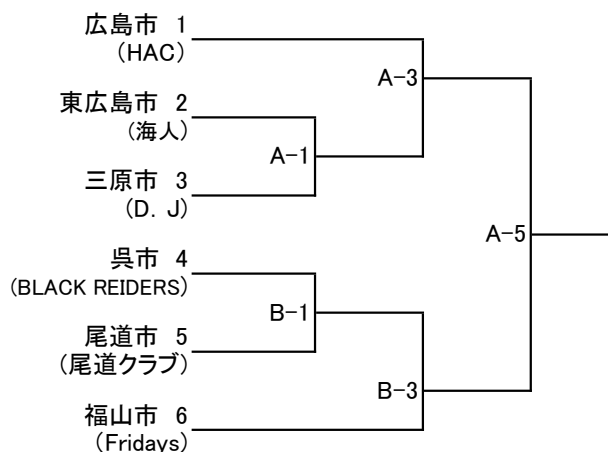 広島市 1
(HAC)
A-3
東広島市 2
(海人)
A-1
三原市 3
(D. J)
A-5
呉市 4
(BLACK REIDERS)
B-1
尾道市 5
(尾道クラブ)
B-3
福山市 6
(Fridays)